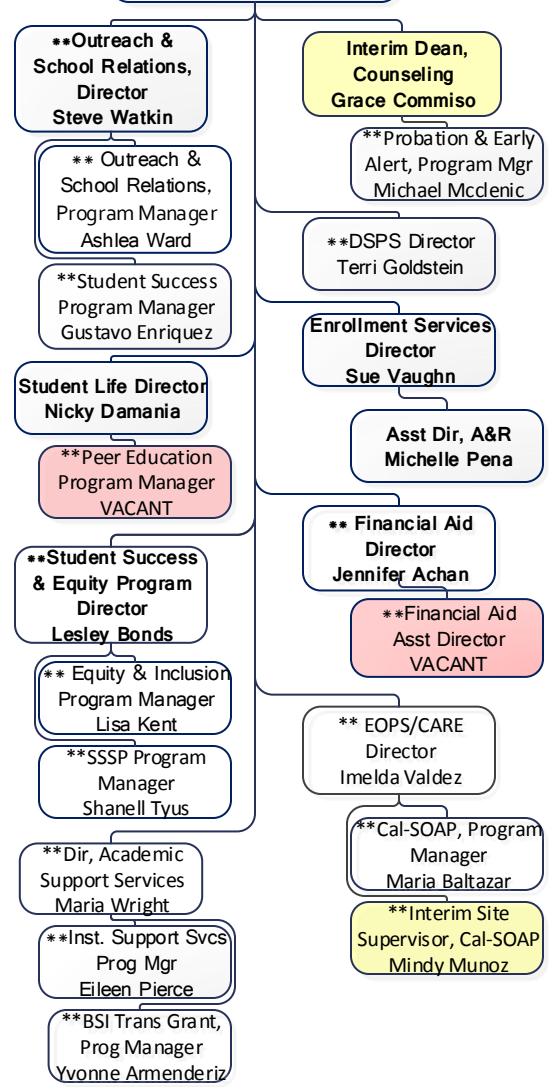 **Outreach &
School Relations,
Director
Steve Watkin
** Outreach &
School Relations,
Program Manager
Ashlea Ward
**Student Success
Program Manager
Gustavo Enriquez
Student Life Director
Nicky Damania
**Peer Education
Program Manager
VACANT
**Student Success
& Equity Program
Director
Lesley Bonds
** Equity & Inclusion
Program Manager
Lisa Kent
**SSSP Program
Manager
Shanell Tyus
**Dir, Academic
Support Services
Maria Wright
**Inst. Support Svcs
Prog Mgr
Eileen Pierce
**BSI Trans Grant,
Prog Manager
Yvonne Armenderiz
Interim Dean,
Counseling
Grace Commiso
**Probation & Early
Alert, Program Mgr
Michael Mcclenic
**DSPS Director
Terri Goldstein
Enrollment Services
Director
Sue Vaughn
Asst Dir, A&R
Michelle Pena
** Financial Aid
Director
Jennifer Achan
**Financial Aid
Asst Director
VACANT
** EOPS/CARE
Director
Imelda Valdez
**Cal-SOAP, Program
Manager
Maria Baltazar
**Interim Site
Supervisor, Cal-SOAP
Mindy Munoz